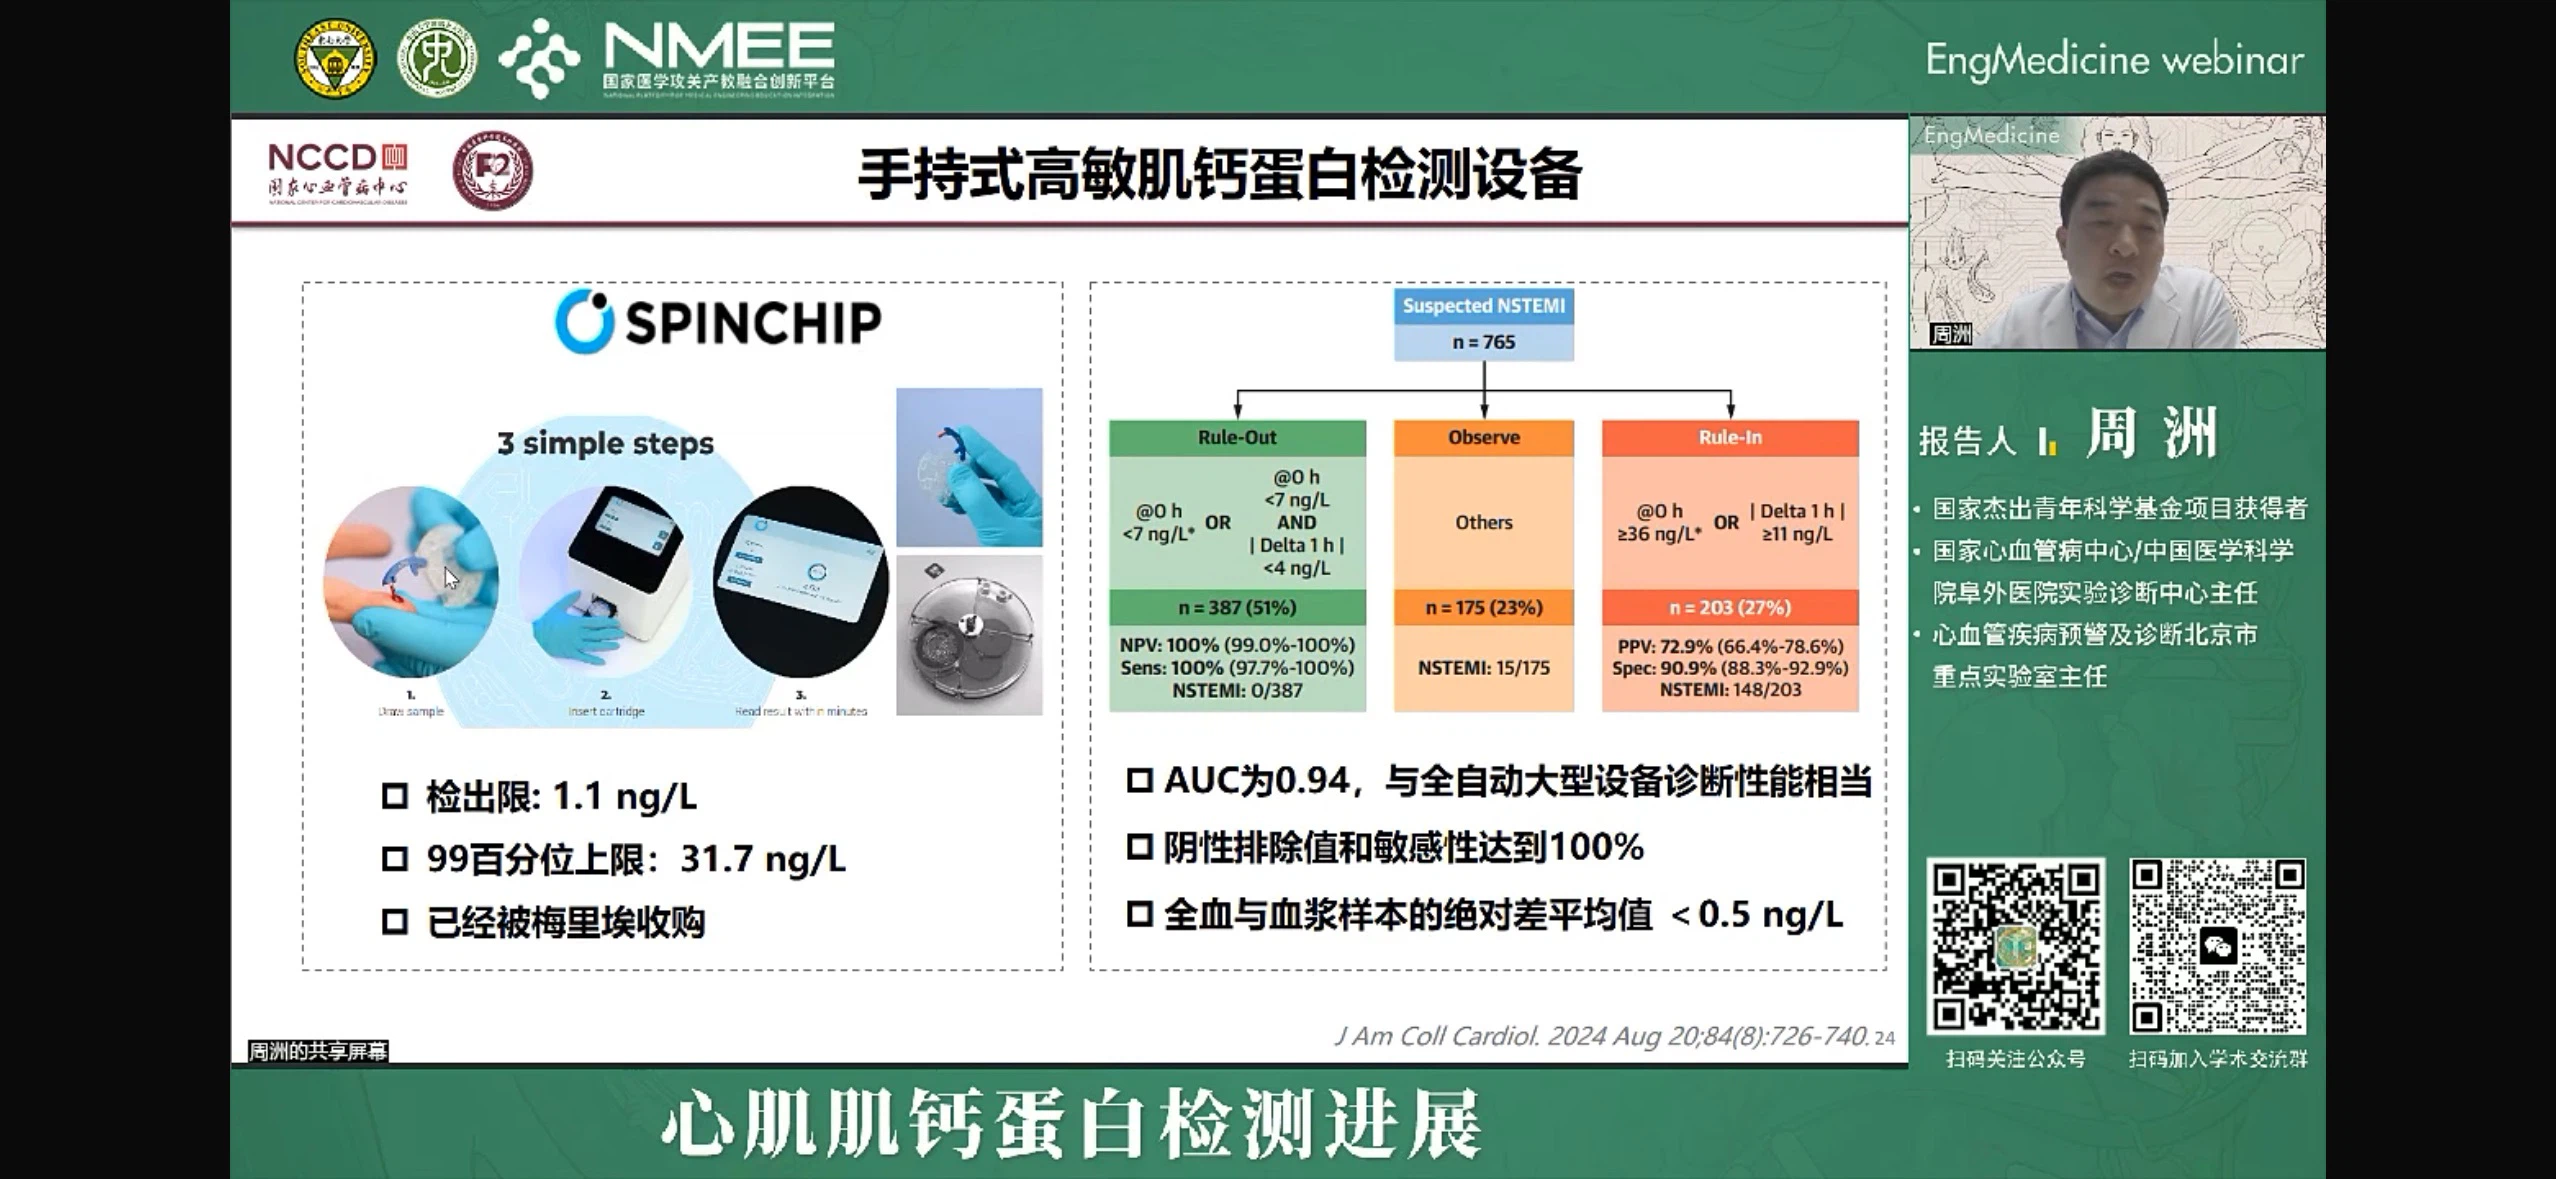 NMEE
国家医学攻关产教融合创新平台
EngMedicine webinar
NCCD
国家心血管病中心
NATIONAL CENTER FOR CARDIOVASCULAR DISEASES
手持式高敏肌钙蛋白检测设备
SPINCHIP
3 simple steps
1.
Draw sample
2.
Insert cartridge
3.
Read result within minutes
检出限: 1.1 ng/L
99百分位上限：31.7 ng/L
已经被梅里埃收购
Suspected NSTEMI
n = 765
Rule-Out
@0 h
<7 ng/L*
OR
@0 h
<7 ng/L
AND
| Delta 1 h |
<4 ng/L
n = 387 (51%)
NPV: 100% (99.0%-100%)
Sens: 100% (97.7%-100%)
NSTEMI: 0/387
Observe
Others
n = 175 (23%)
NSTEMI: 15/175
Rule-In
@0 h
≥36 ng/L*
OR
| Delta 1 h |
≥11 ng/L
n = 203 (27%)
PPV: 72.9% (66.4%-78.6%)
Spec: 90.9% (88.3%-92.9%)
NSTEMI: 148/203
AUC为0.94，与全自动大型设备诊断性能相当
阴性排除值和敏感性达到100%
全血与血浆样本的绝对差平均值 <0.5 ng/L
J Am Coll Cardiol. 2024 Aug 20;84(8):726-740.
24
周洲的共享屏幕
EngMedicine
周洲
报告人 周 洲
• 国家杰出青年科学基金项目获得者
• 国家心血管病中心/中国医学科学
院阜外医院实验诊断中心主任
• 心血管疾病预警及诊断北京市
重点实验室主任
扫码关注公众号
扫码加入学术交流群
心肌肌钙蛋白检测进展